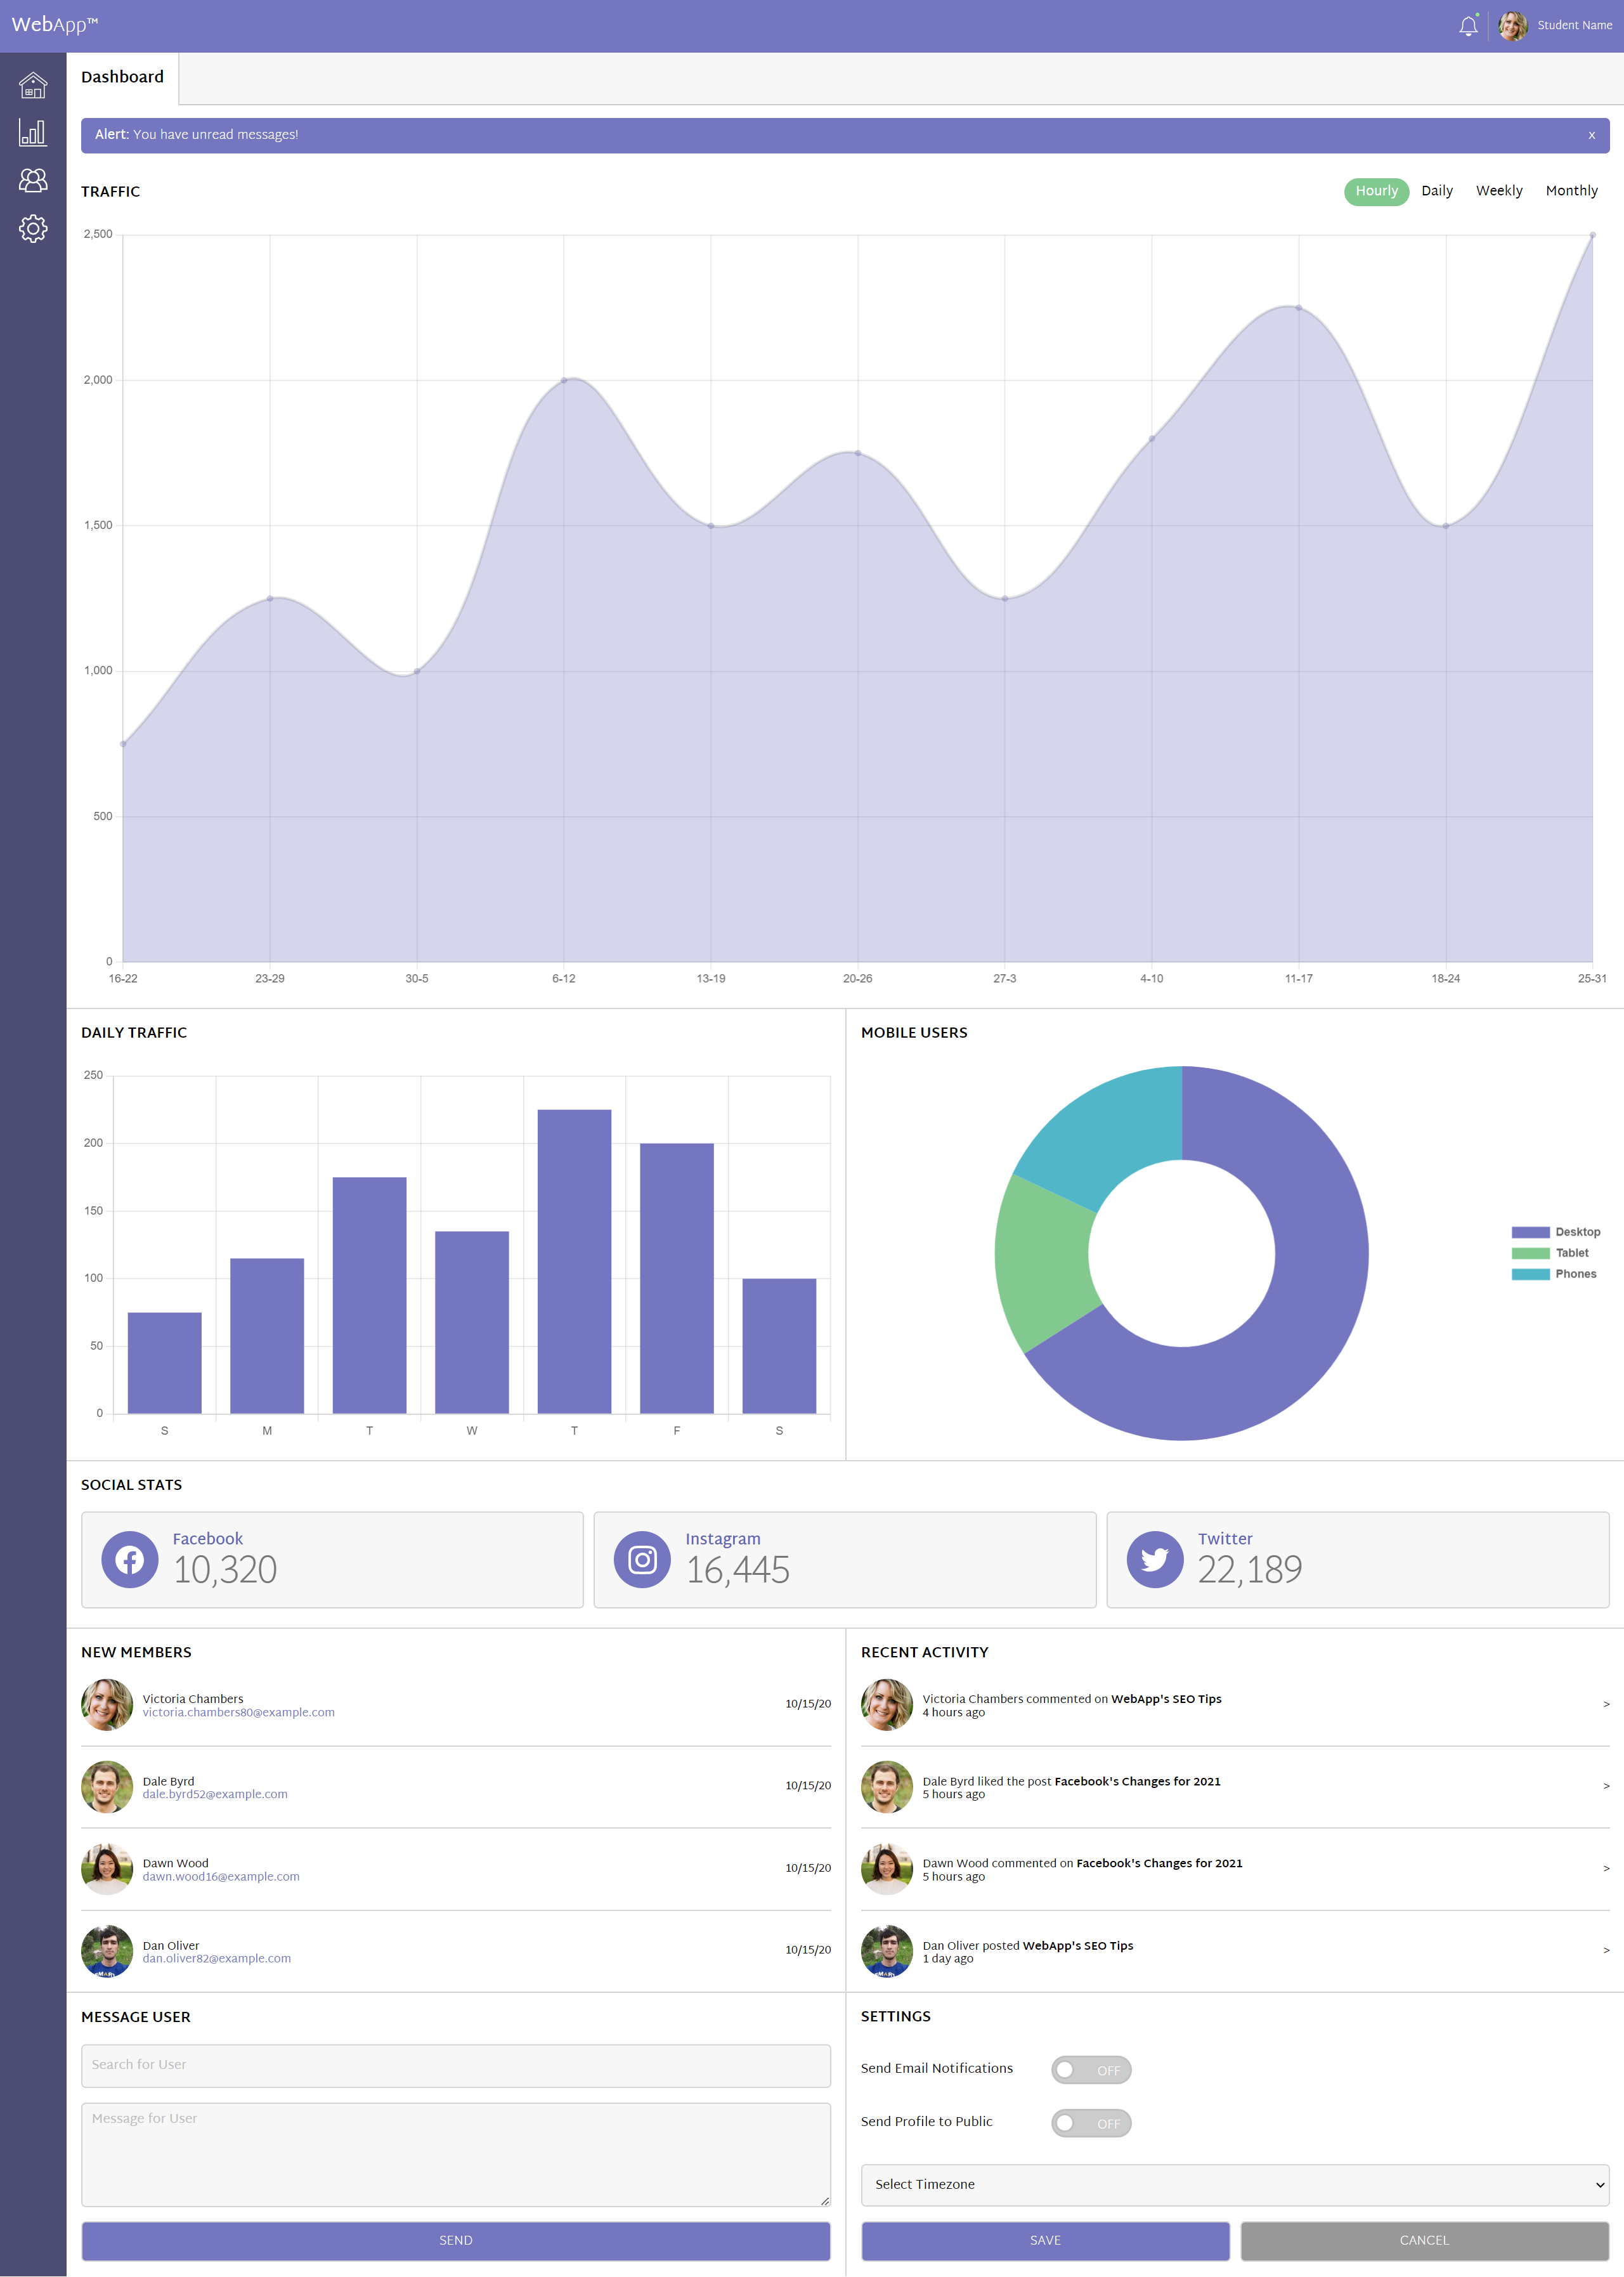 WebApp™
Student Name
Dashboard
Alert: You have unread messages!
x
TRAFFIC
Hourly Daily Weekly Monthly
2,500
2,000
1,500
1,000
500
0
16-22 23-29 30-5 6-12 13-19 20-26 27-3 4-10 11-17 18-24 25-31
DAILY TRAFFIC
250
200
150
100
50
0
S M T W T F S
MOBILE USERS
Desktop
Tablet
Phones
SOCIAL STATS
Facebook
10,320
Instagram
16,445
Twitter
22,189
NEW MEMBERS
Victoria Chambers
victoria.chambers80@example.com
10/15/20
Dale Byrd
dale.byrd52@example.com
10/15/20
Dawn Wood
dawn.wood16@example.com
10/15/20
Dan Oliver
dan.oliver82@example.com
10/15/20
RECENT ACTIVITY
Victoria Chambers commented on WebApp's SEO Tips
4 hours ago
>
Dale Byrd liked the post Facebook's Changes for 2021
5 hours ago
>
Dawn Wood commented on Facebook's Changes for 2021
5 hours ago
>
Dan Oliver posted WebApp's SEO Tips
1 day ago
>
MESSAGE USER
Search for User
Message for User
SEND
SETTINGS
Send Email Notifications
OFF
Send Profile to Public
OFF
Select Timezone
SAVE
CANCEL